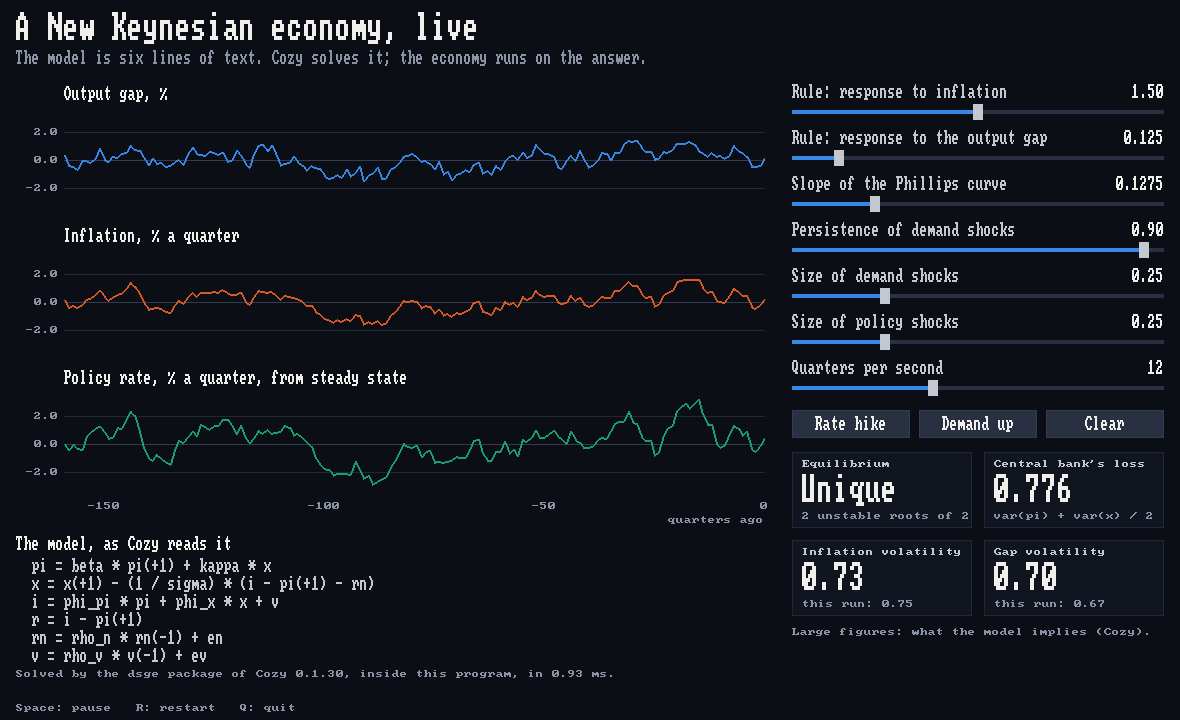 A New Keynesian economy, live
The model is six lines of text. Cozy solves it; the economy runs on the answer.
Output gap, %
2.0
0.0
-2.0
Inflation, % a quarter
2.0
0.0
-2.0
Policy rate, % a quarter, from steady state
2.0
0.0
-2.0
-150 -100 -50 0
quarters ago
The model, as Cozy reads it
pi = beta * pi(+1) + kappa * x
x = x(+1) - (1 / sigma) * (i - pi(+1) - rn)
i = phi_pi * pi + phi_x * x + v
r = i - pi(+1)
rn = rho_n * rn(-1) + en
v = rho_v * v(-1) + ev
Solved by the dsge package of Cozy 0.1.30, inside this program, in 0.93 ms.
Space: pause R: restart Q: quit
Rule: response to inflation 1.50
Rule: response to the output gap 0.125
Slope of the Phillips curve 0.1275
Persistence of demand shocks 0.90
Size of demand shocks 0.25
Size of policy shocks 0.25
Quarters per second 12
Rate hike Demand up Clear
Equilibrium
Unique
2 unstable roots of 2
Central bank's loss
0.776
var(pi) + var(x) / 2
Inflation volatility
0.73
this run: 0.75
Gap volatility
0.70
this run: 0.67
Large figures: what the model implies (Cozy).